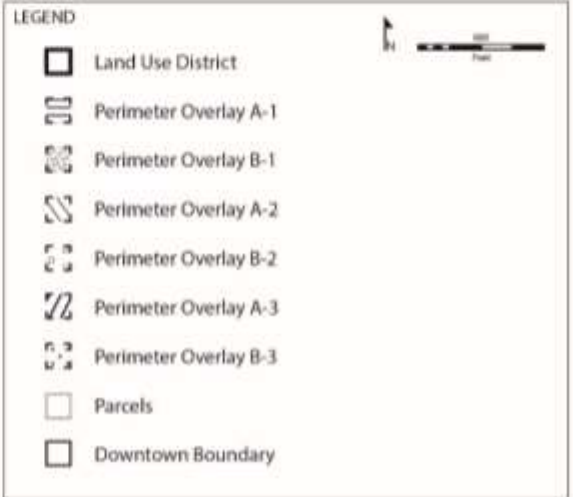 LEGEND
N
Feet
Land Use District
Perimeter Overlay A-1
Perimeter Overlay B-1
Perimeter Overlay A-2
Perimeter Overlay B-2
Perimeter Overlay A-3
Perimeter Overlay B-3
Parcels
Downtown Boundary